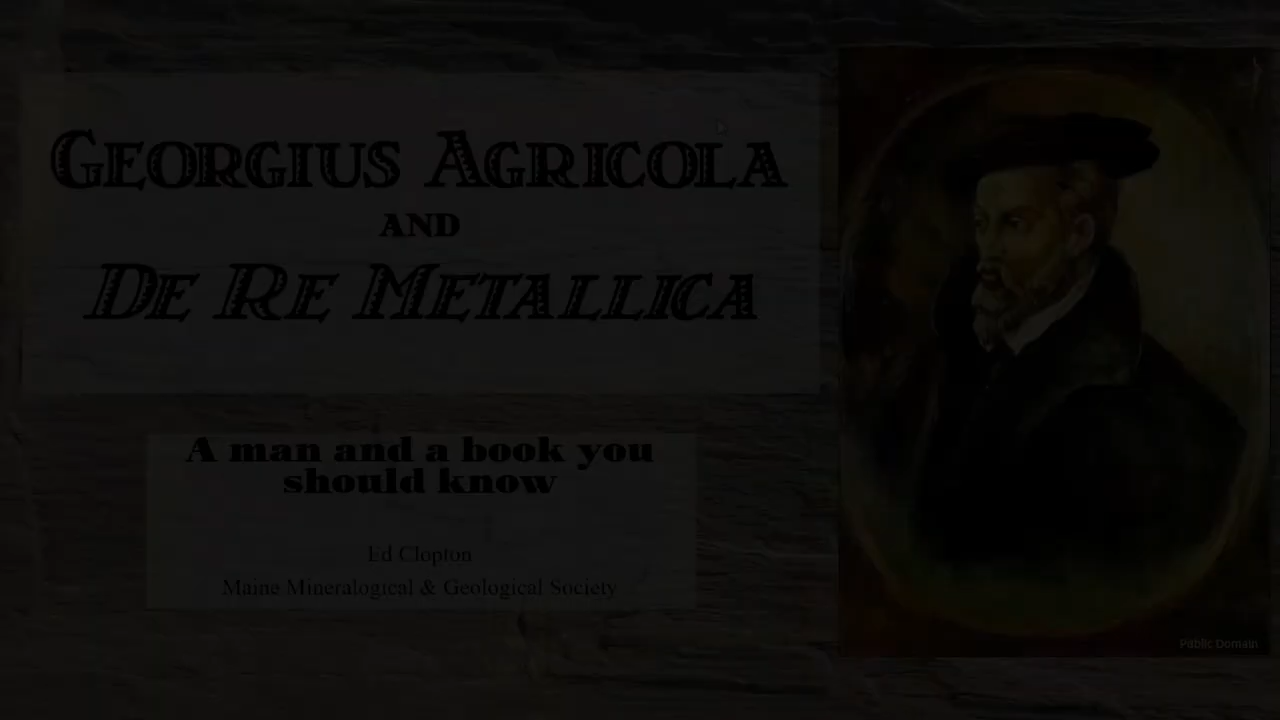 Georgius Agricola
and
De Re Metallica
A man and a book you
should know
Ed Clopton
Maine Mineralogical & Geological Society
Public Domain